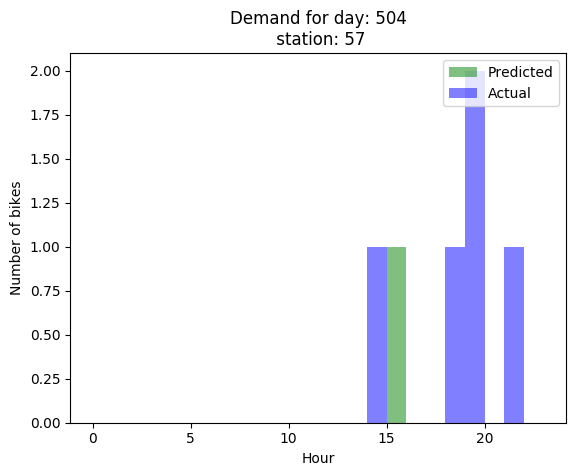 Demand for day: 504
station: 57
Predicted
Actual
2.00
1.75
1.50
1.25
1.00
0.75
0.50
0.25
0.00
Number of bikes
0 5 10 15 20
Hour